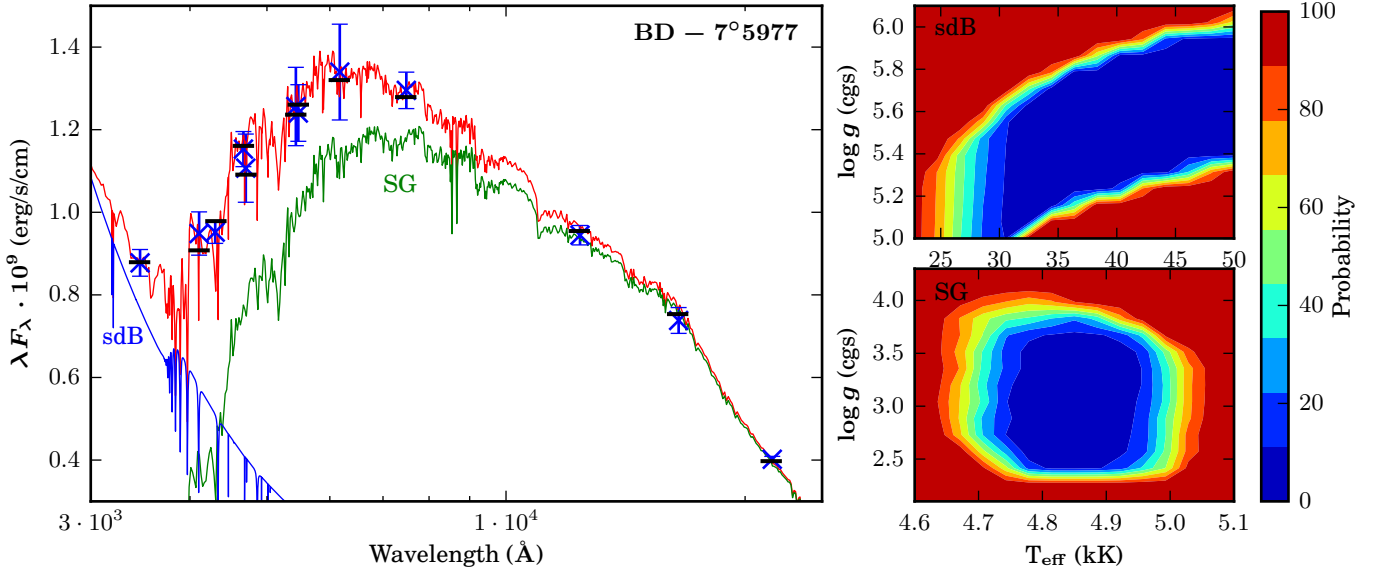 BD − 7°5977
1.4
1.2
1.0
0.8
0.6
0.4
λF_λ · 10⁹ (erg/s/cm)
SG
sdB
3 · 10³
1 · 10⁴
Wavelength (Å)
sdB
6.0
5.8
5.6
5.4
5.2
5.0
log g (cgs)
25 30 35 40 45 50
SG
4.0
3.5
3.0
2.5
log g (cgs)
4.6 4.7 4.8 4.9 5.0 5.1
T_eff (kK)
100
80
60
40
20
0
Probability